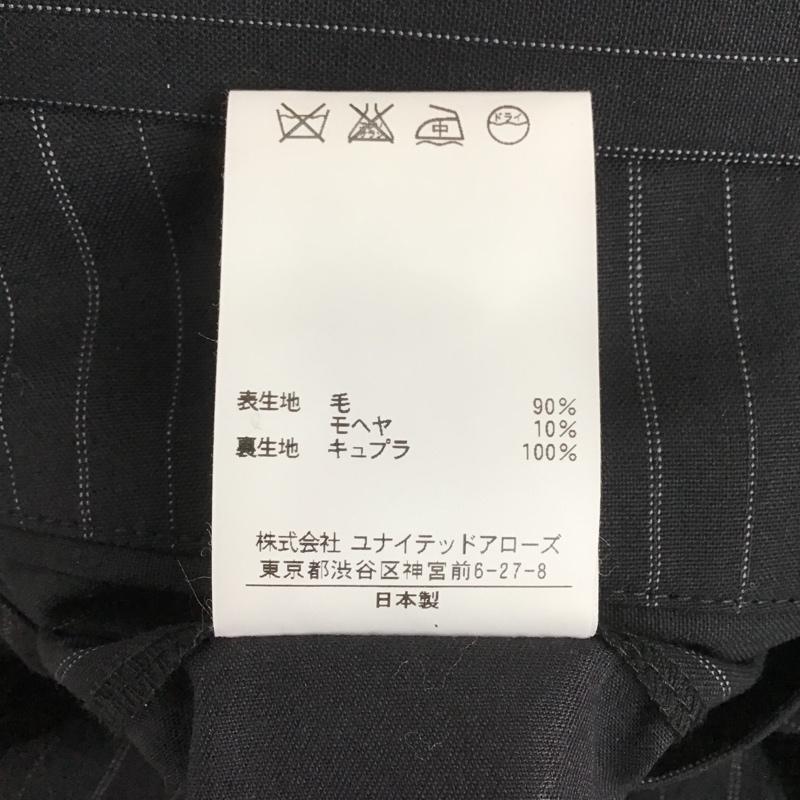 中 ドライ
表生地 毛 90%
モヘヤ 10%
裏生地 キュプラ 100%
株式会社 ユナイテッドアローズ
東京都渋谷区神宮前6-27-8
日本製